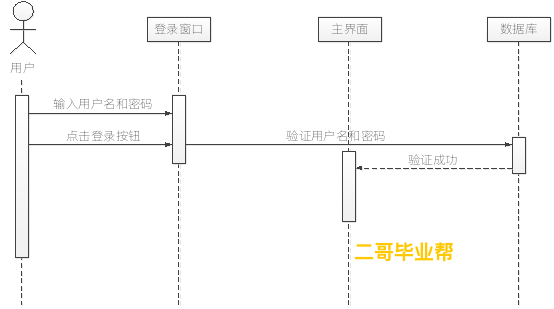 登录窗口
主界面
数据库
用户
输入用户名和密码
点击登录按钮
验证用户名和密码
验证成功
二哥毕业帮